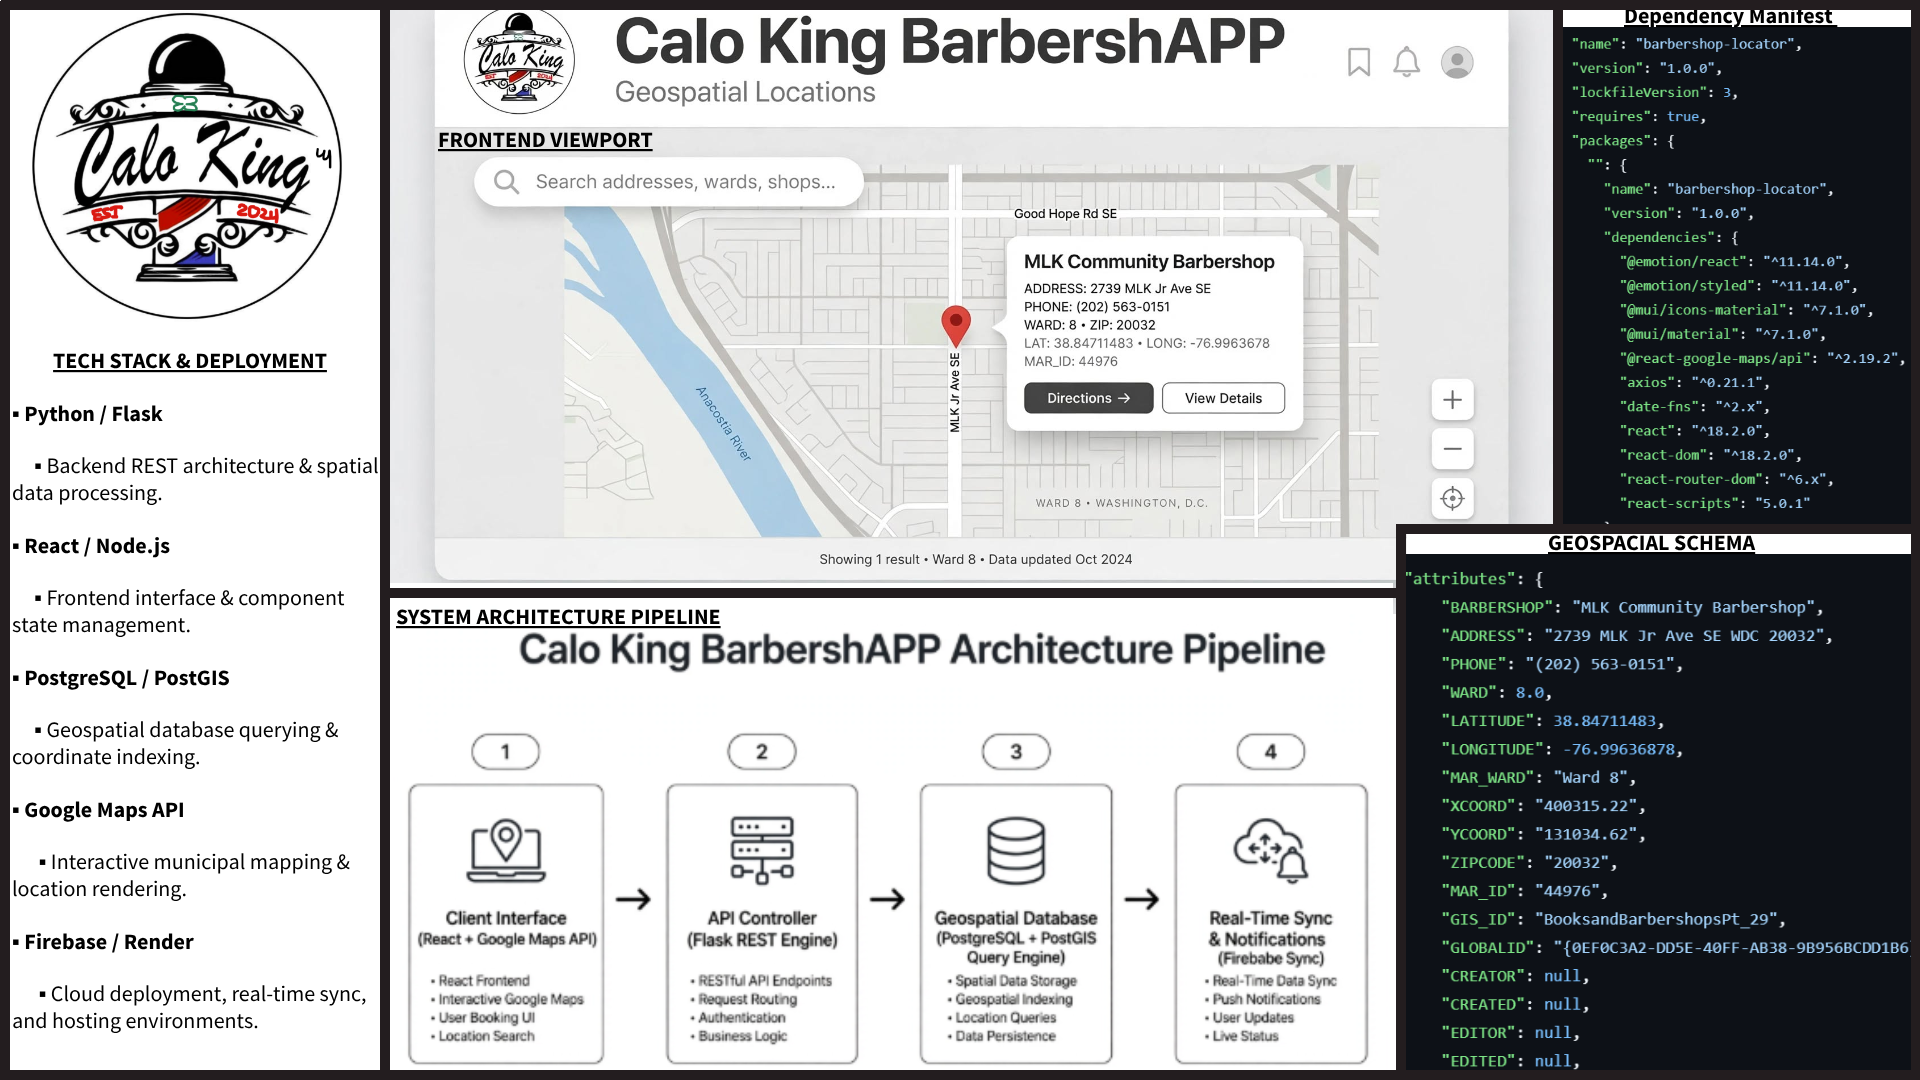 Calo King
EST 2024
TECH STACK & DEPLOYMENT
▪ Python / Flask
▪ Backend REST architecture & spatial
data processing.
▪ React / Node.js
▪ Frontend interface & component
state management.
▪ PostgreSQL / PostGIS
▪ Geospatial database querying &
coordinate indexing.
▪ Google Maps API
▪ Interactive municipal mapping &
location rendering.
▪ Firebase / Render
▪ Cloud deployment, real-time sync,
and hosting environments.
Calo King
EST 2024
Calo King BarbershAPP
Geospatial Locations
FRONTEND VIEWPORT
Search addresses, wards, shops...
Good Hope Rd SE
MLK Community Barbershop
ADDRESS: 2739 MLK Jr Ave SE
PHONE: (202) 563-0151
WARD: 8 • ZIP: 20032
LAT: 38.84711483 • LONG: -76.9963678
MAR_ID: 44976
Directions →
View Details
MLK Jr Ave SE
Anacostia River
WARD 8 • WASHINGTON, D.C.
Showing 1 result • Ward 8 • Data updated Oct 2024
SYSTEM ARCHITECTURE PIPELINE
Calo King BarbershAPP Architecture Pipeline
1
Client Interface
(React + Google Maps API)
• React Frontend
• Interactive Google Maps
• User Booking UI
• Location Search
2
API Controller
(Flask REST Engine)
• RESTful API Endpoints
• Request Routing
• Authentication
• Business Logic
3
Geospatial Database
(PostgreSQL + PostGIS
Query Engine)
• Spatial Data Storage
• Geospatial Indexing
• Location Queries
• Data Persistence
4
Real-Time Sync
& Notifications
(Firebabe Sync)
• Real-Time Data Sync
• Push Notifications
• User Updates
• Live Status
Dependency Manifest
"name": "barbershop-locator",
"version": "1.0.0",
"lockfileVersion": 3,
"requires": true,
"packages": {
"": {
"name": "barbershop-locator",
"version": "1.0.0",
"dependencies": {
"@emotion/react": "^11.14.0",
"@emotion/styled": "^11.14.0",
"@mui/icons-material": "^7.1.0",
"@mui/material": "^7.1.0",
"@react-google-maps/api": "^2.19.2",
"axios": "^0.21.1",
"date-fns": "^2.x",
"react": "^18.2.0",
"react-dom": "^18.2.0",
"react-router-dom": "^6.x",
"react-scripts": "5.0.1"
GEOSPACIAL SCHEMA
"attributes": {
"BARBERSHOP": "MLK Community Barbershop",
"ADDRESS": "2739 MLK Jr Ave SE WDC 20032",
"PHONE": "(202) 563-0151",
"WARD": 8.0,
"LATITUDE": 38.84711483,
"LONGITUDE": -76.99636878,
"MAR_WARD": "Ward 8",
"XCOORD": "400315.22",
"YCOORD": "131034.62",
"ZIPCODE": "20032",
"MAR_ID": "44976",
"GIS_ID": "BooksandBarbershopsPt_29",
"GLOBALID": "{0EF0C3A2-DD5E-40FF-AB38-9B956BCDD1B6
"CREATOR": null,
"CREATED": null,
"EDITOR": null,
"EDITED": null,